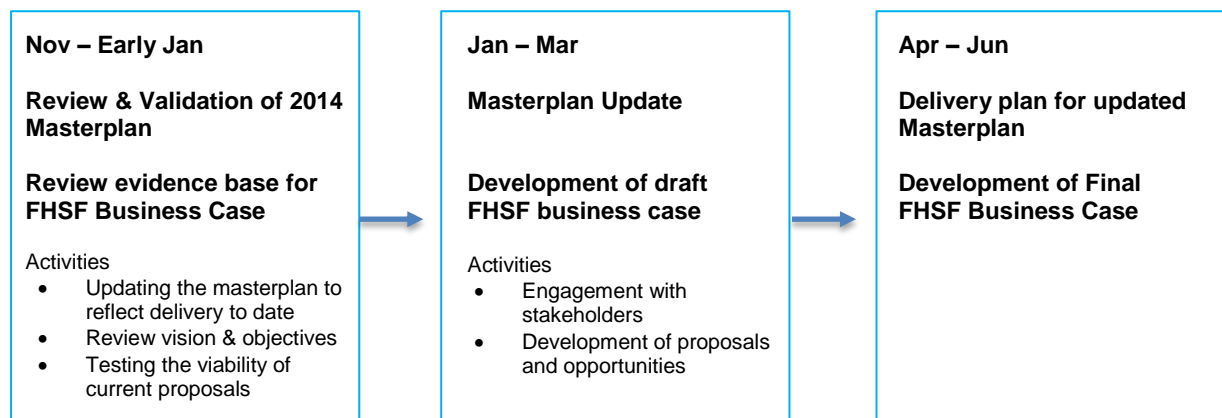 Nov – Early Jan
Review & Validation of 2014
Masterplan
Review evidence base for
FHSF Business Case
Activities
• Updating the masterplan to
reflect delivery to date
• Review vision & objectives
• Testing the viability of
current proposals
Jan – Mar
Masterplan Update
Development of draft
FHSF business case
Activities
• Engagement with
stakeholders
• Development of proposals
and opportunities
Apr – Jun
Delivery plan for updated
Masterplan
Development of Final
FHSF Business Case